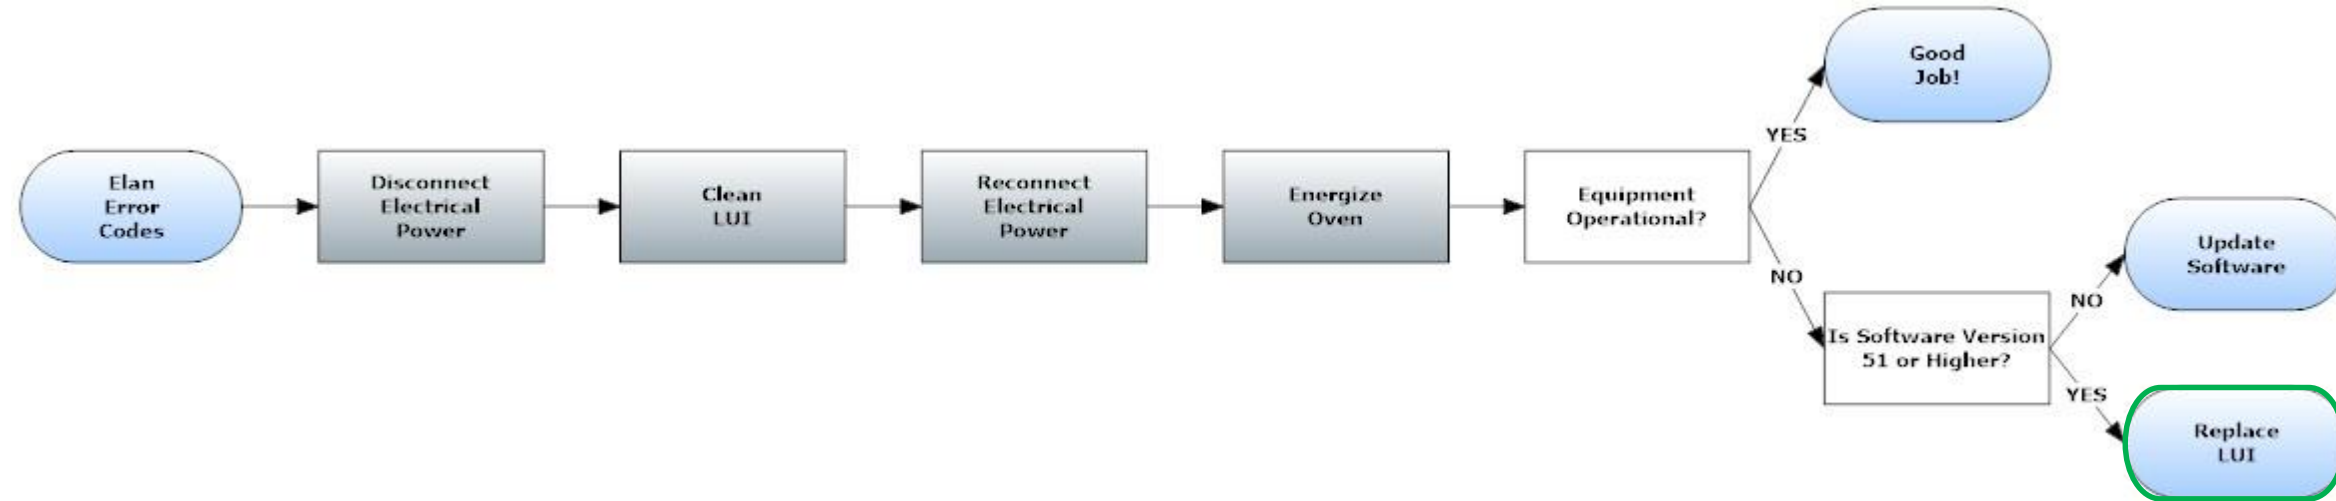 Elan
Error
Codes
Disconnect
Electrical
Power
Clean
LUI
Reconnect
Electrical
Power
Energize
Oven
Equipment
Operational?
YES
Good
Job!
NO
Is Software Version
51 or Higher?
NO
Update
Software
YES
Replace
LUI